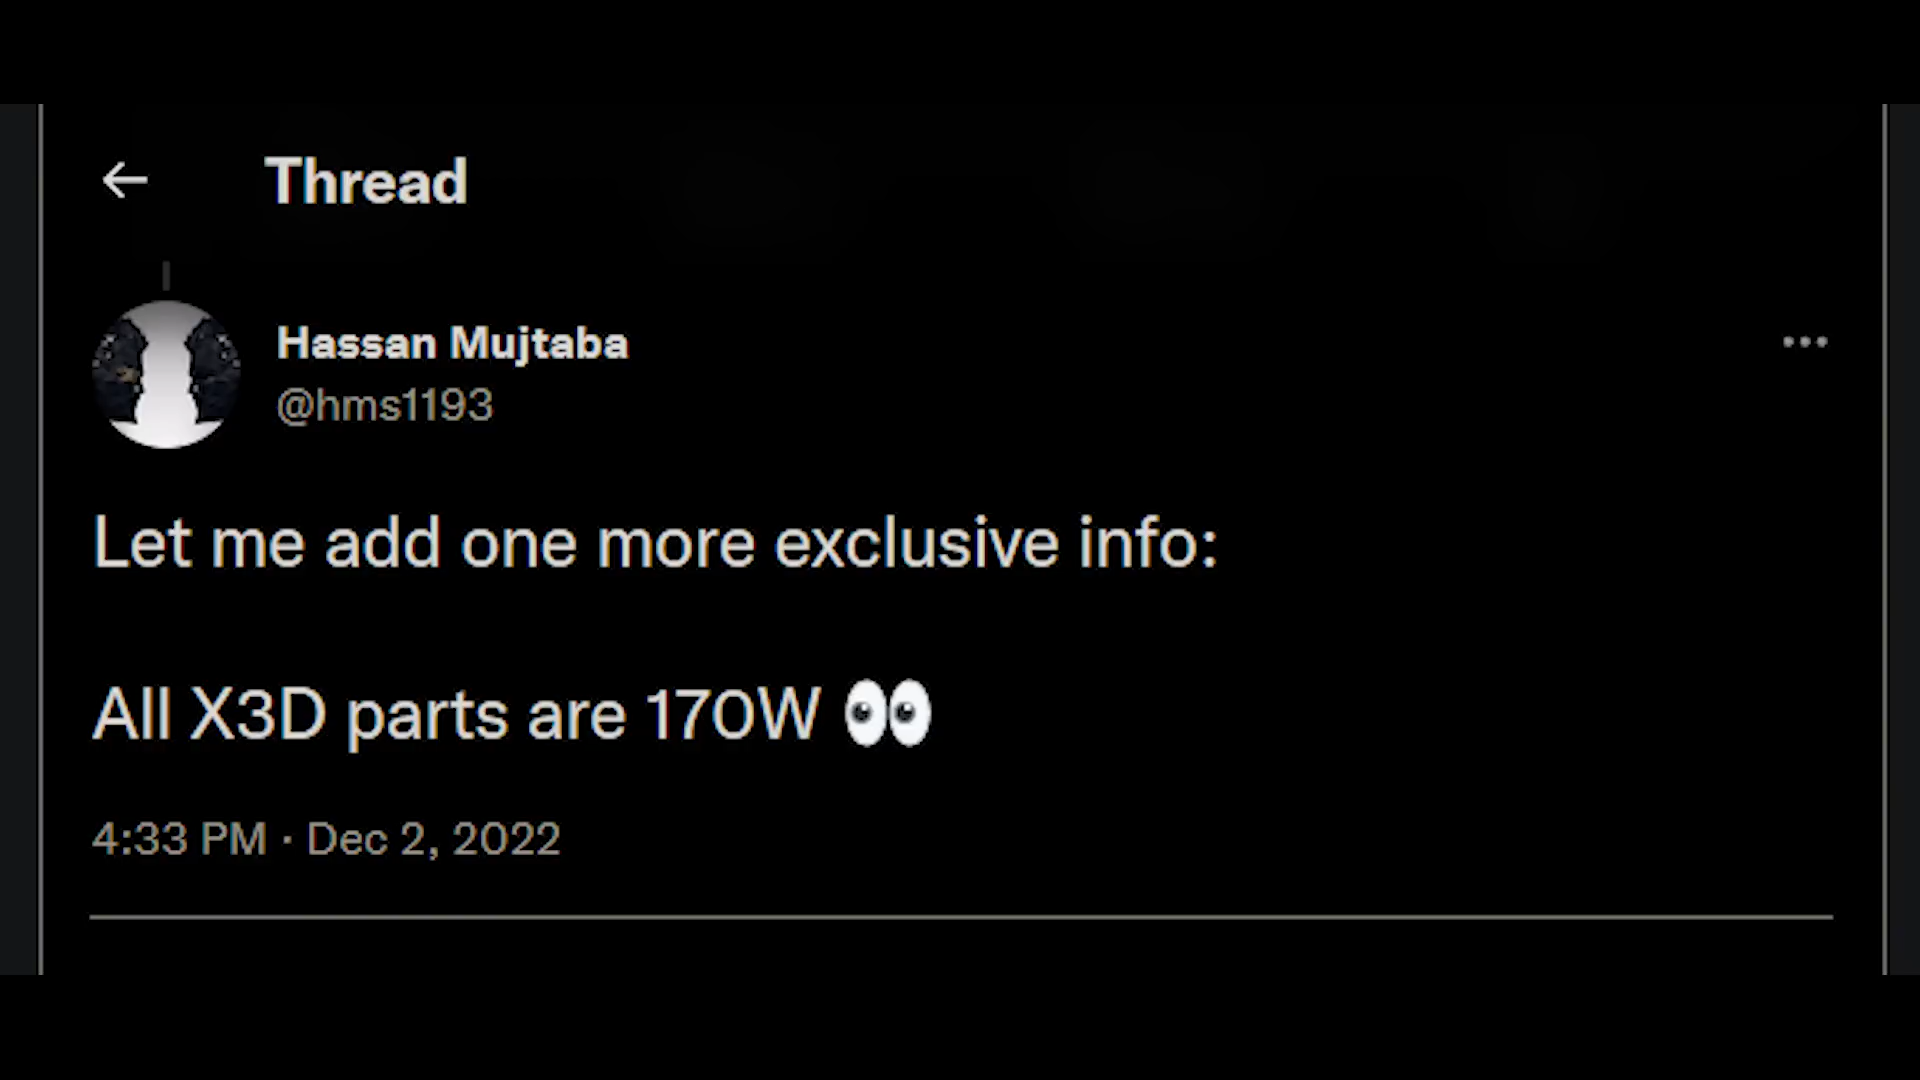 Thread
Hassan Mujtaba
@hms1193
Let me add one more exclusive info:
All X3D parts are 170W 👀
4:33 PM · Dec 2, 2022